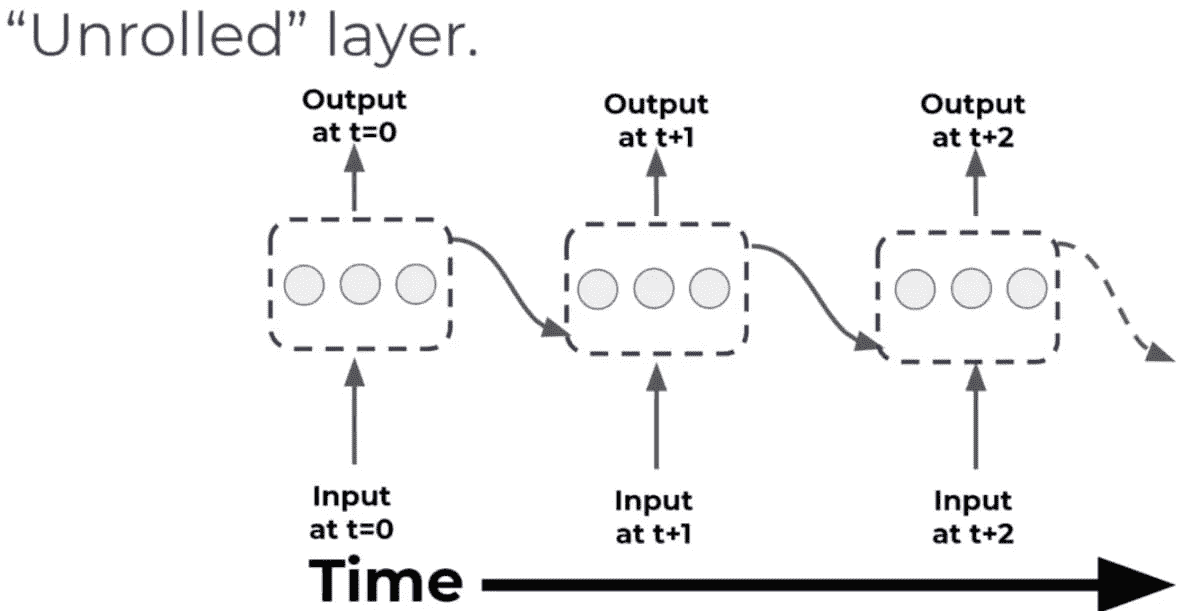 “Unrolled” layer.
Output
at t=0
Output
at t+1
Output
at t+2
Input
at t=0
Input
at t+1
Input
at t+2
Time